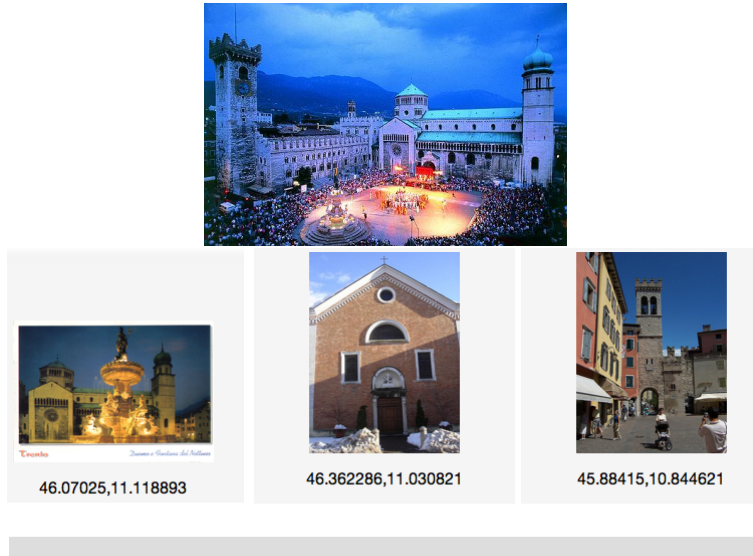 Trento
Duomo e Fontana del Nettuno
46.07025,11.118893
46.362286,11.030821
45.88415,10.844621